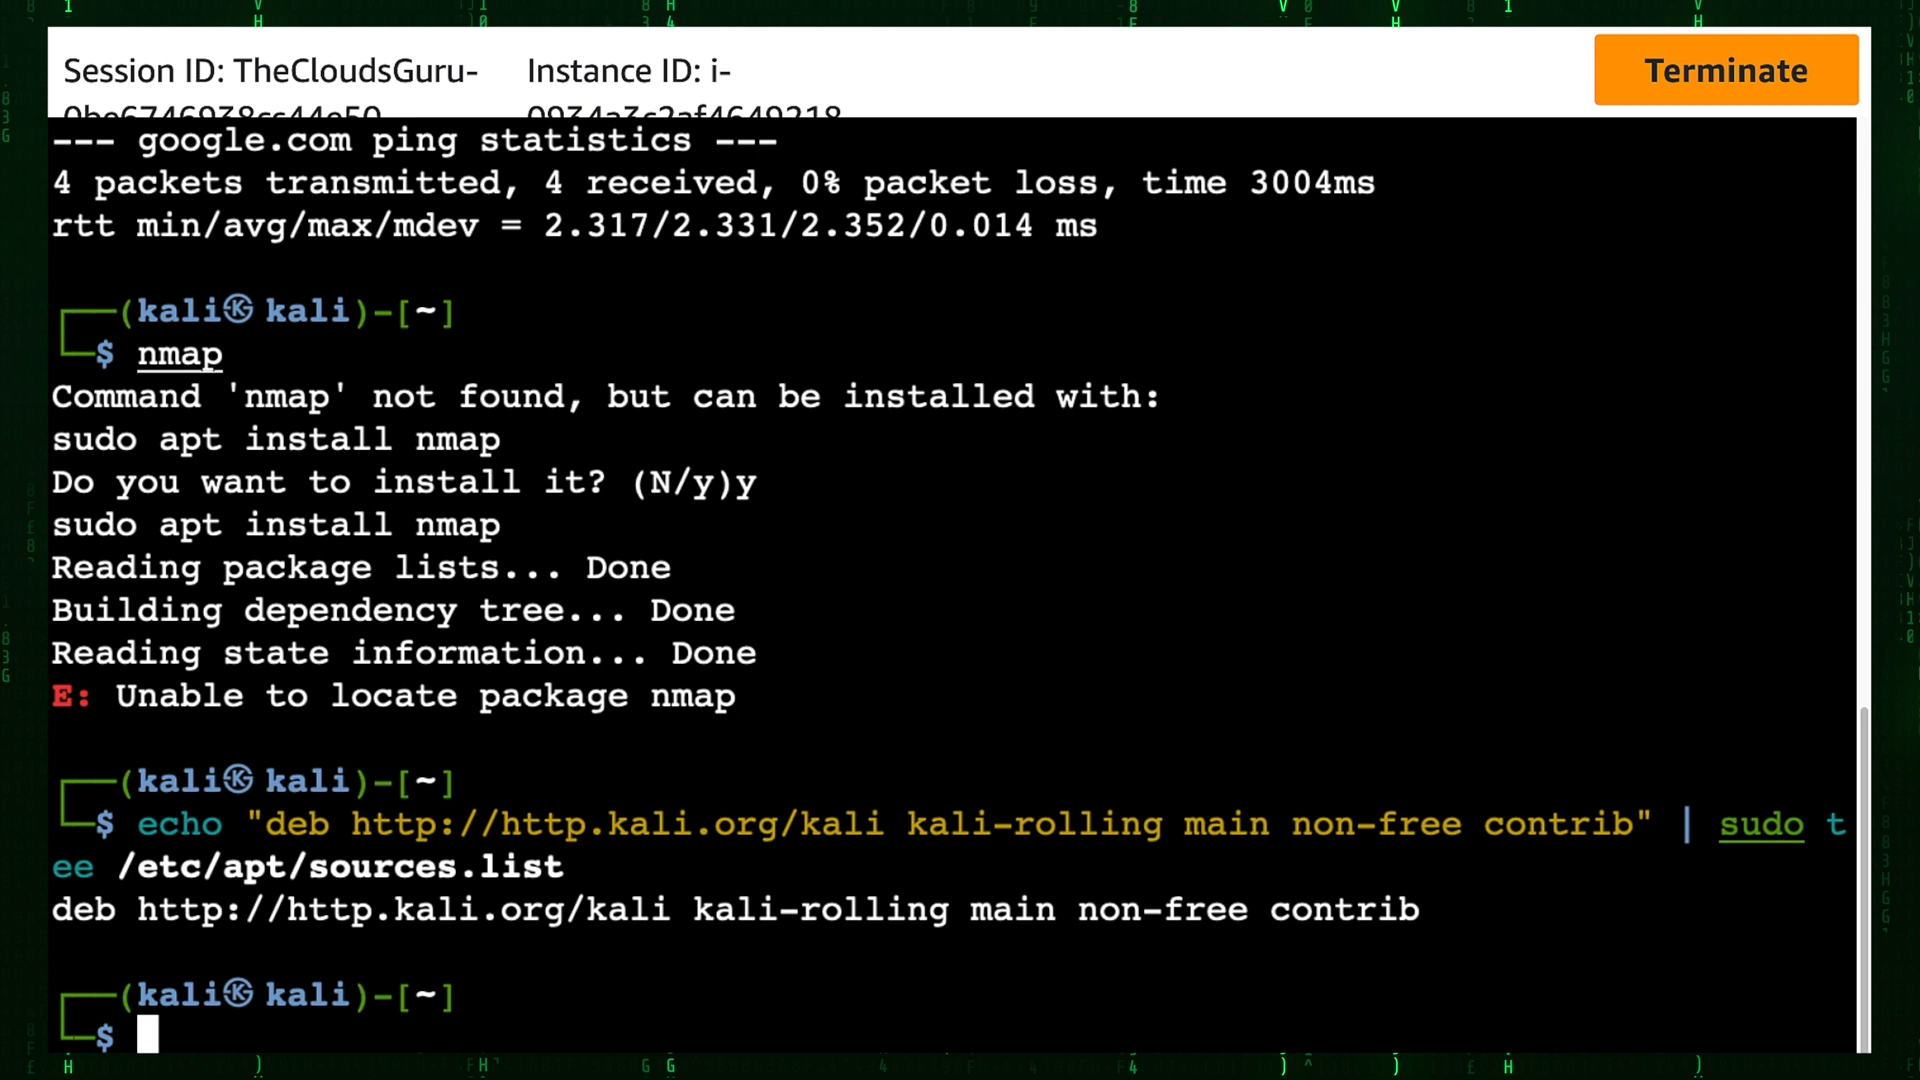 Session ID: TheCloudsGuru- Instance ID: i- Terminate
--- google.com ping statistics ---
4 packets transmitted, 4 received, 0% packet loss, time 3004ms
rtt min/avg/max/mdev = 2.317/2.331/2.352/0.014 ms
┌──(kali㉿kali)-[~]
└─$ nmap
Command 'nmap' not found, but can be installed with:
sudo apt install nmap
Do you want to install it? (N/y)y
sudo apt install nmap
Reading package lists... Done
Building dependency tree... Done
Reading state information... Done
E: Unable to locate package nmap
┌──(kali㉿kali)-[~]
└─$ echo "deb http://http.kali.org/kali kali-rolling main non-free contrib" | sudo t
ee /etc/apt/sources.list
deb http://http.kali.org/kali kali-rolling main non-free contrib
┌──(kali㉿kali)-[~]
└─$